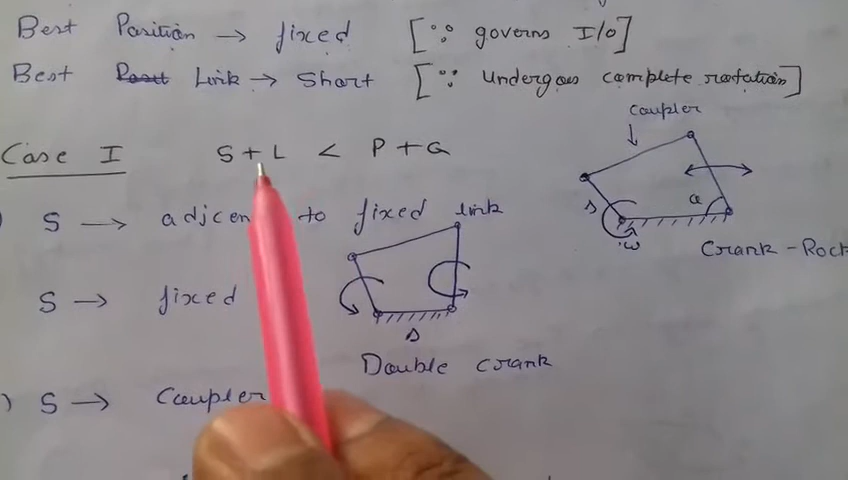 Best Position → fixed [∵ governs I/O]
Best Link → Short [∵ Undergoes complete rotation]
Case I S + L < P + Q
coupler
) S → adjcen to fixed link
s
α
ω
Crank - Rock
S → fixed
s
Double crank
) S → Coupler